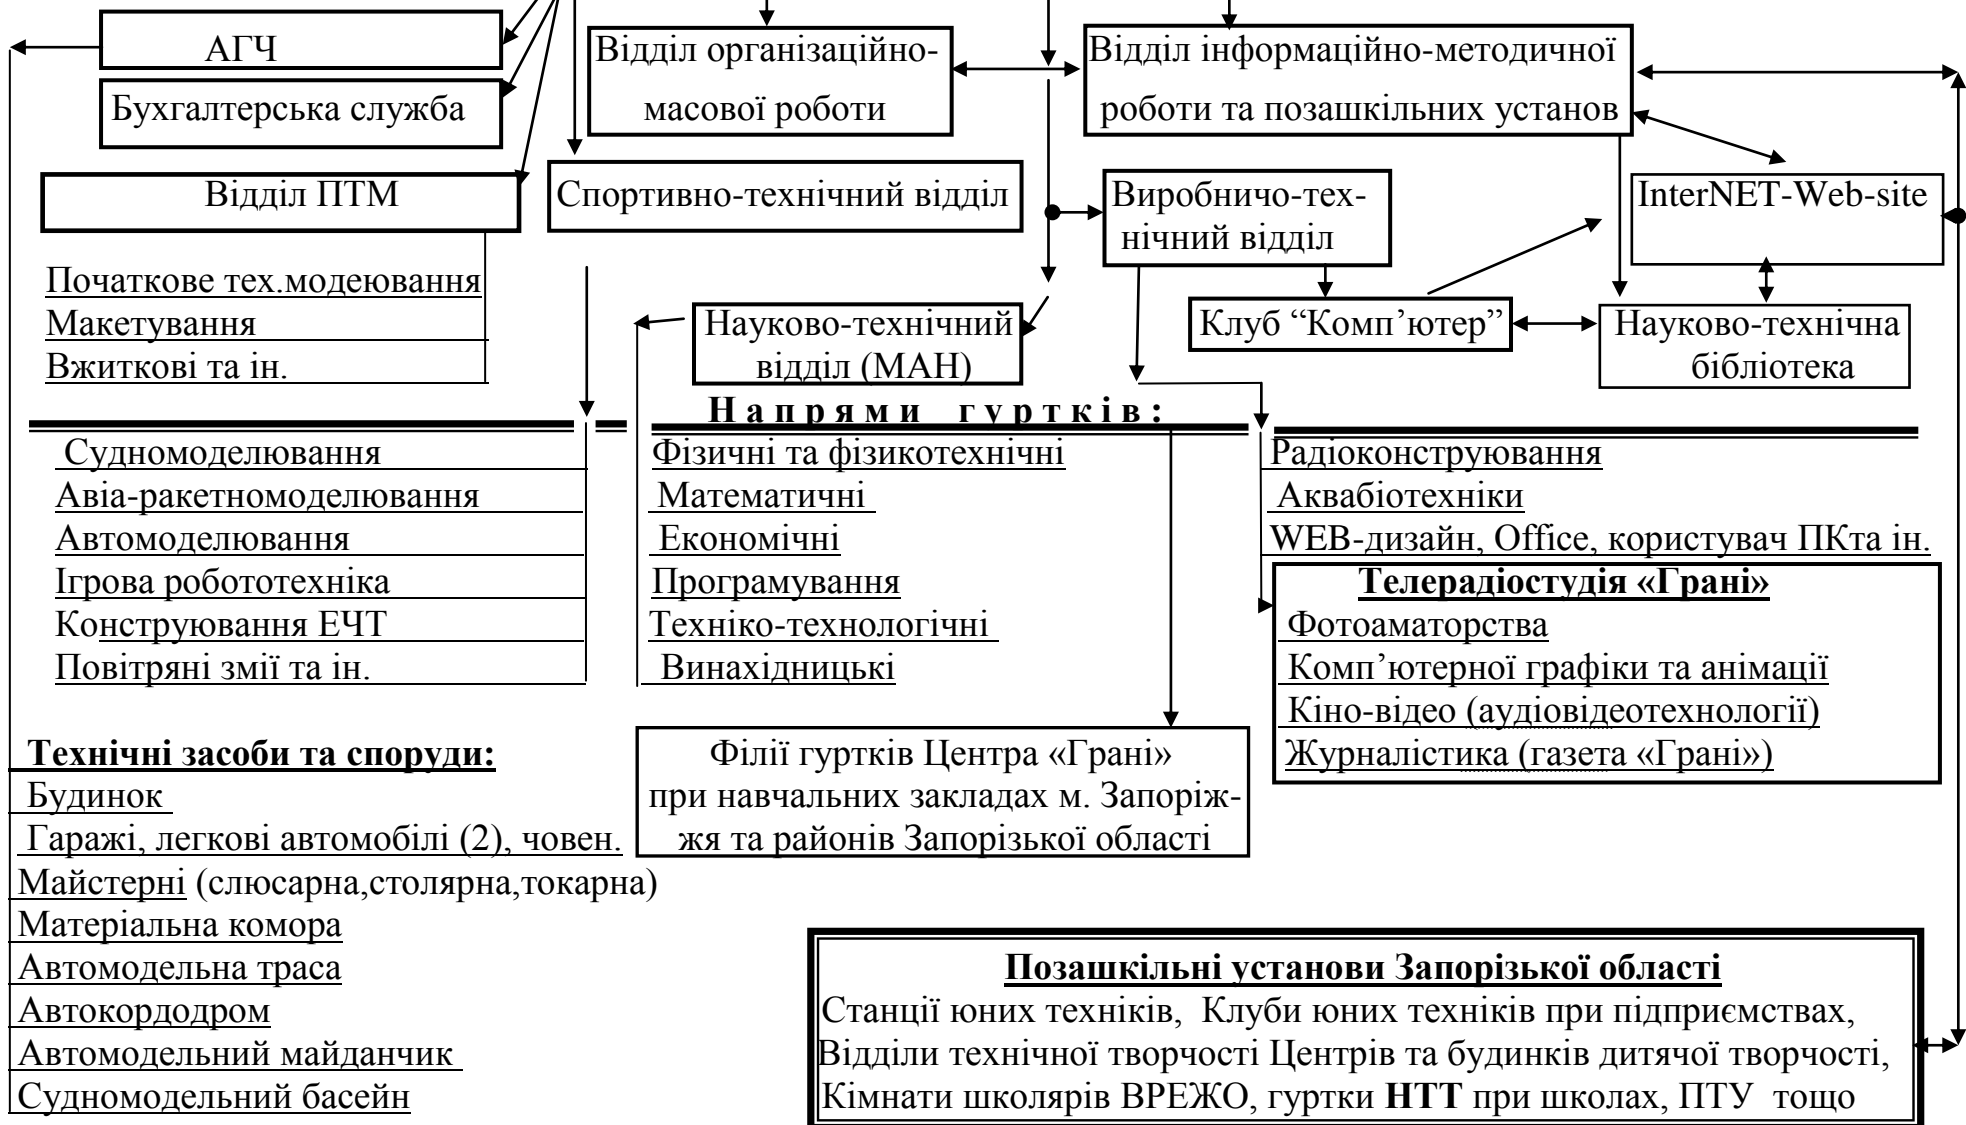 АГЧ
Бухгалтерська служба
Відділ організаційно-
масової роботи
Відділ інформаційно-методичної
роботи та позашкільних установ
Відділ ПТМ
Спортивно-технічний відділ
Виробничо-тех-
нічний відділ
InterNET-Web-site
Початкове тех.модеювання
Макетування
Вжиткові та ін.
Науково-технічний
відділ (МАН)
Клуб “Комп’ютер”
Науково-технічна
бібліотека
Напрями гуртків:
Судномоделювання
Авіа-ракетномоделювання
Автомоделювання
Ігрова робототехніка
Конструювання ЕЧТ
Повітряні змії та ін.
Фізичні та фізикотехнічні
Математичні
Економічні
Програмування
Техніко-технологічні
Винахідницькі
Радіоконструювання
Аквабіотехніки
WEB-дизайн, Office, користувач ПКта ін.
Телерадіостудія «Грані»
Фотоаматорства
Комп’ютерної графіки та анімації
Кіно-відео (аудіовідеотехнології)
Журналістика (газета «Грані»)
Технічні засоби та споруди:
Будинок
Гаражі, легкові автомобілі (2), човен.
Майстерні (слюсарна,столярна,токарна)
Матеріальна комора
Автомодельна траса
Автокордодром
Автомодельний майданчик
Судномодельний басейн
Філії гуртків Центра «Грані»
при навчальних закладах м. Запоріж-
жя та районів Запорізької області
Позашкільні установи Запорізької області
Станції юних техніків, Клуби юних техніків при підприємствах,
Відділи технічної творчості Центрів та будинків дитячої творчості,
Кімнати школярів ВРЕЖО, гуртки НТТ при школах, ПТУ тощо